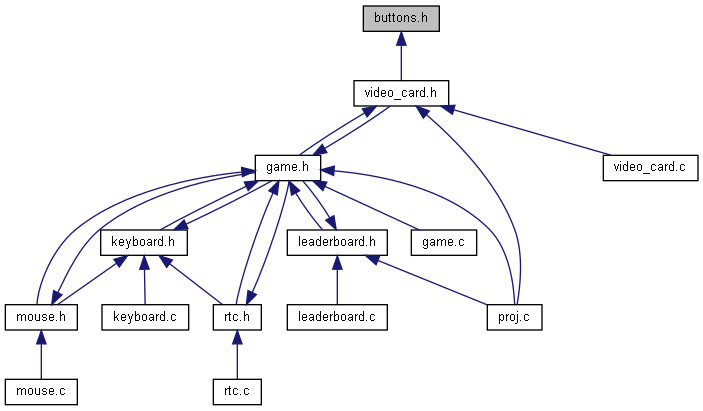 buttons.h
video_card.h
game.h
video_card.c
keyboard.h
leaderboard.h
game.c
mouse.h
keyboard.c
rtc.h
leaderboard.c
proj.c
mouse.c
rtc.c